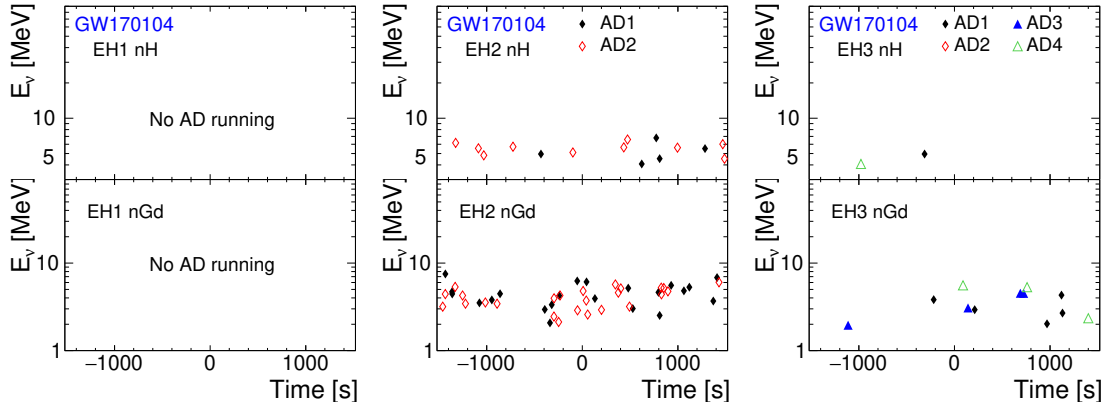 GW170104
EH1 nH
No AD running
E_ν [MeV]
10
5
EH1 nGd
No AD running
E_ν [MeV]
10
1
−1000 0 1000
Time [s]
GW170104
EH2 nH
AD1
AD2
E_ν [MeV]
10
5
EH2 nGd
E_ν [MeV]
10
1
−1000 0 1000
Time [s]
GW170104
EH3 nH
AD1 AD3
AD2 AD4
E_ν [MeV]
10
5
EH3 nGd
E_ν [MeV]
10
1
−1000 0 1000
Time [s]